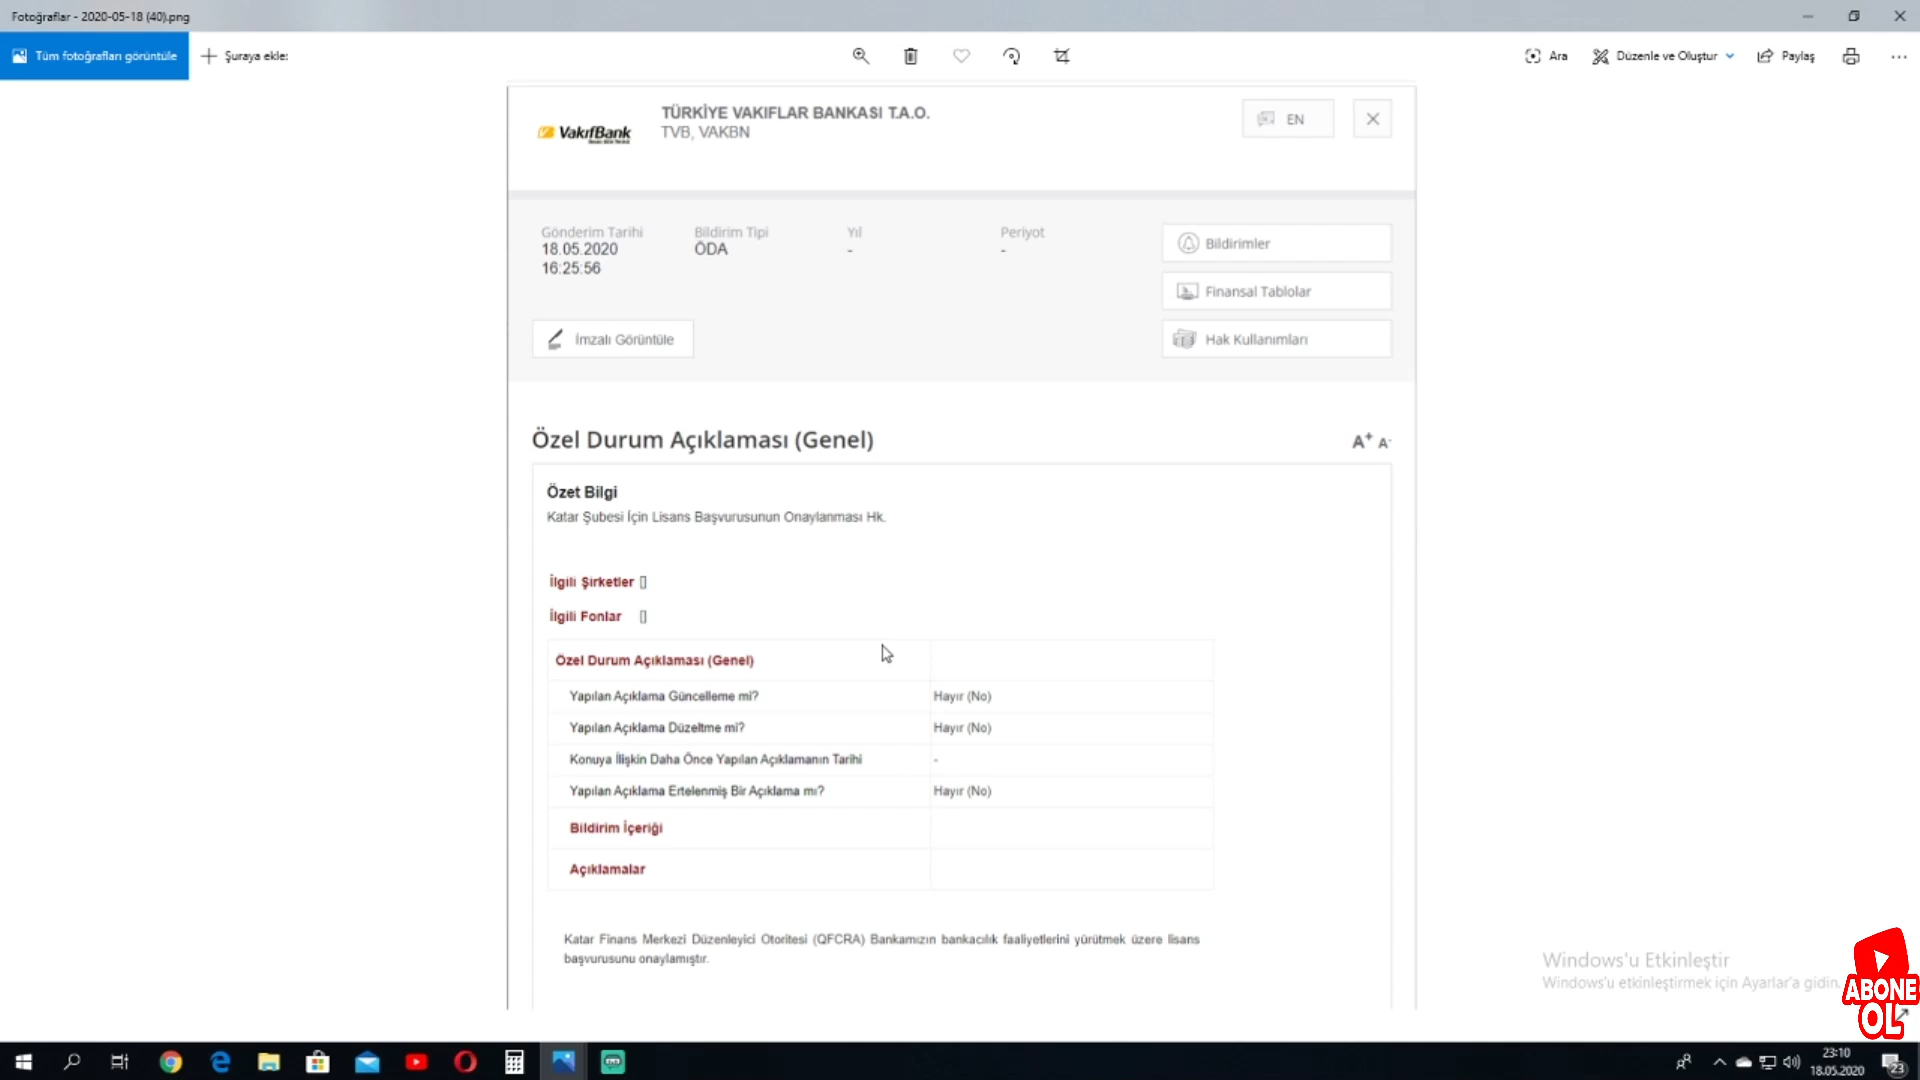 Fotoğraflar - 2020-05-18 (40).png
Tüm fotoğrafları görüntüle
Şuraya ekle:
Ara
Düzenle ve Oluştur
Paylaş
VakıfBank
TÜRKİYE VAKIFLAR BANKASI T.A.O.
TVB, VAKBN
EN
Gönderim Tarihi
18.05.2020
16:25:56
Bildirim Tipi
ÖDA
Yıl
-
Periyot
-
Bildirimler
Finansal Tablolar
İmzalı Görüntüle
Hak Kullanımları
Özel Durum Açıklaması (Genel)
A+ A-
Özet Bilgi
Katar Şubesi İçin Lisans Başvurusunun Onaylanması Hk.
İlgili Şirketler []
İlgili Fonlar []
Özel Durum Açıklaması (Genel)
Yapılan Açıklama Güncelleme mi? Hayır (No)
Yapılan Açıklama Düzeltme mi? Hayır (No)
Konuya İlişkin Daha Önce Yapılan Açıklamanın Tarihi -
Yapılan Açıklama Ertelenmiş Bir Açıklama mı? Hayır (No)
Bildirim İçeriği
Açıklamalar
Katar Finans Merkezi Düzenleyici Otoritesi (QFCRA) Bankamızın bankacılık faaliyetlerini yürütmek üzere lisans
başvurusunu onaylamıştır.
Windows'u Etkinleştir
Windows'u etkinleştirmek için Ayarlar'a gidin.
ABONE
OL
23:10
18.05.2020
23